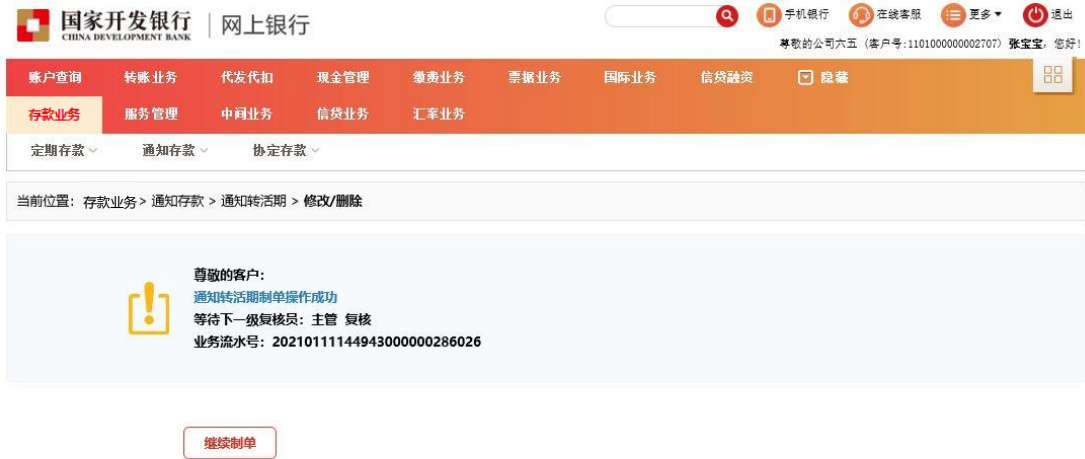 国家开发银行 网上银行 手机银行 在线客服 更多 退出
CHINA DEVELOPMENT BANK
尊敬的公司六五（客户号:1101000000002707）张宝宝，您好!
账户查询 转账业务 代发代扣 现金管理 缴费业务 票据业务 国际业务 信贷融资 隐藏
存款业务 服务管理 中间业务 信贷业务 汇率业务
定期存款 通知存款 协定存款
当前位置：存款业务 > 通知存款 > 通知转活期 > 修改/删除
尊敬的客户：
通知转活期制单操作成功
等待下一级复核员：主管 复核
业务流水号：20210111144943000000286026
继续制单